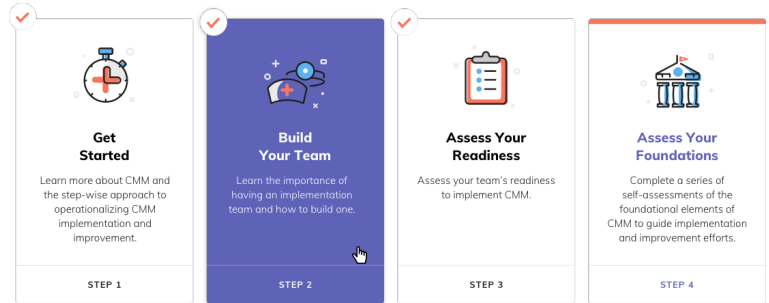 Get
Started
Learn more about CMM and
the step-wise approach to
operationalizing CMM
implementation and
improvement.
STEP 1
Build
Your Team
Learn the importance of
having an implementation
team and how to build one.
STEP 2
Assess Your
Readiness
Assess your team's readiness
to implement CMM.
STEP 3
Assess Your
Foundations
Complete a series of
self-assessments of the
foundational elements of
CMM to guide implementation
and improvement efforts.
STEP 4